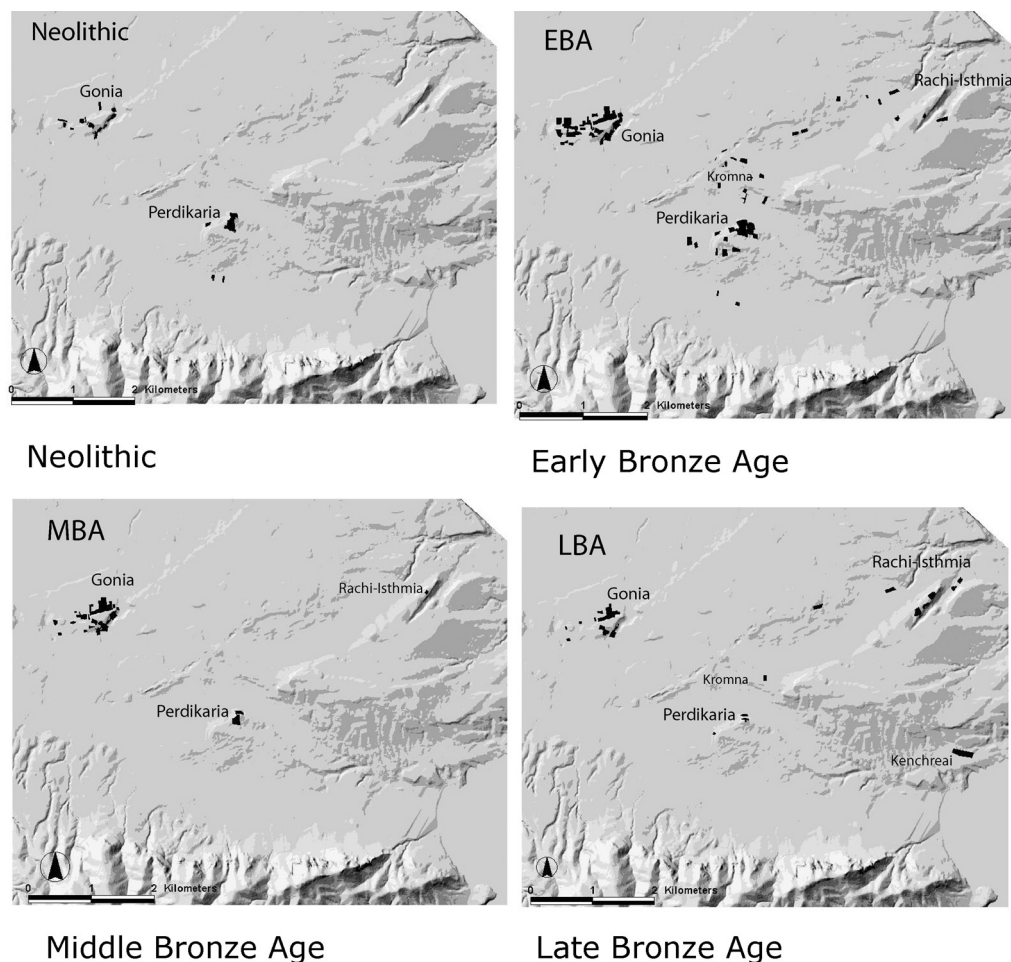 Neolithic
Gonia
Perdikaria
0 1 2 Kilometers
Neolithic
EBA
Rachi-Isthmia
Gonia
Kromna
Perdikaria
0 1 2 Kilometers
Early Bronze Age
MBA
Gonia
Rachi-Isthmia
Perdikaria
0 1 2 Kilometers
Middle Bronze Age
LBA
Rachi-Isthmia
Gonia
Kromna
Perdikaria
Kenchreai
0 1 2 Kilometers
Late Bronze Age